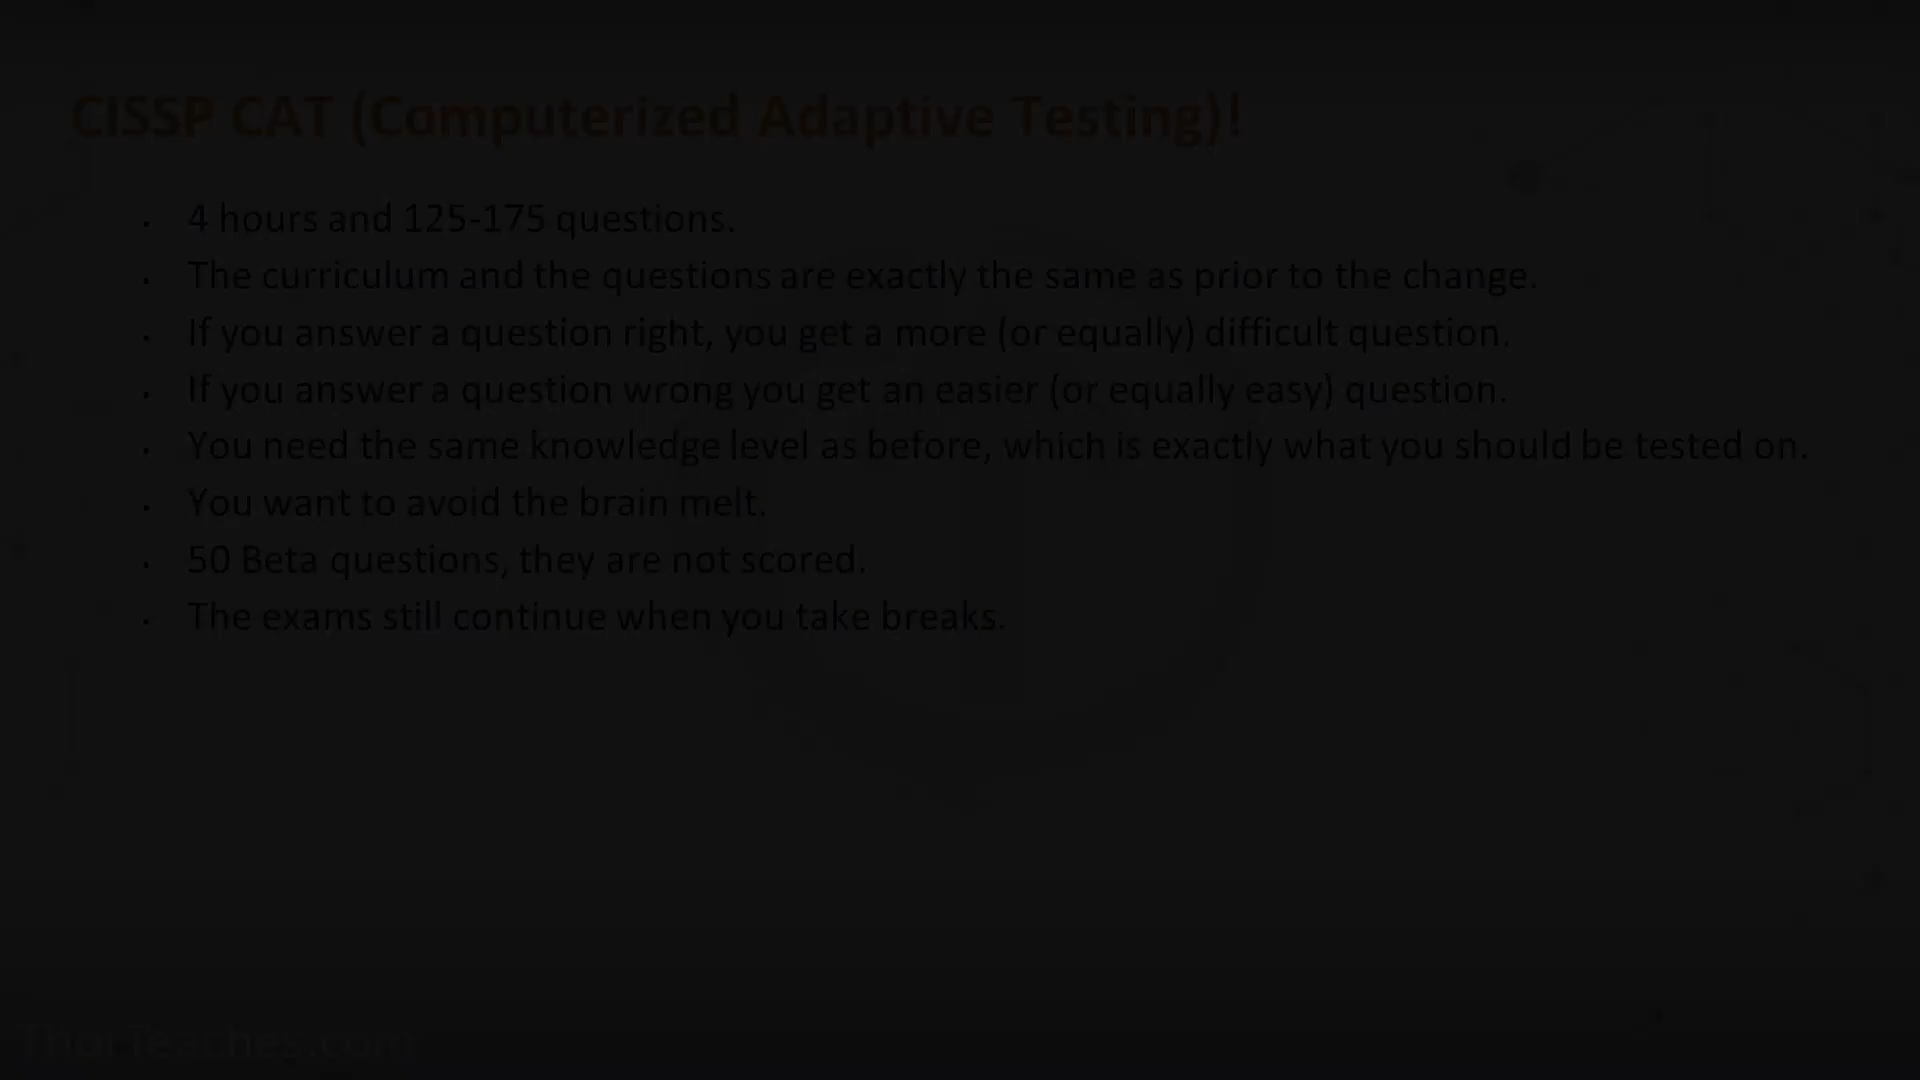 CISSP CAT (Computerized Adaptive Testing)!
• 4 hours and 125-175 questions.
• The curriculum and the questions are exactly the same as prior to the change.
• If you answer a question right, you get a more (or equally) difficult question.
• If you answer a question wrong you get an easier (or equally easy) question.
• You need the same knowledge level as before, which is exactly what you should be tested on.
• You want to avoid the brain melt.
• 50 Beta questions, they are not scored.
• The exams still continue when you take breaks.
ThorTeaches.com